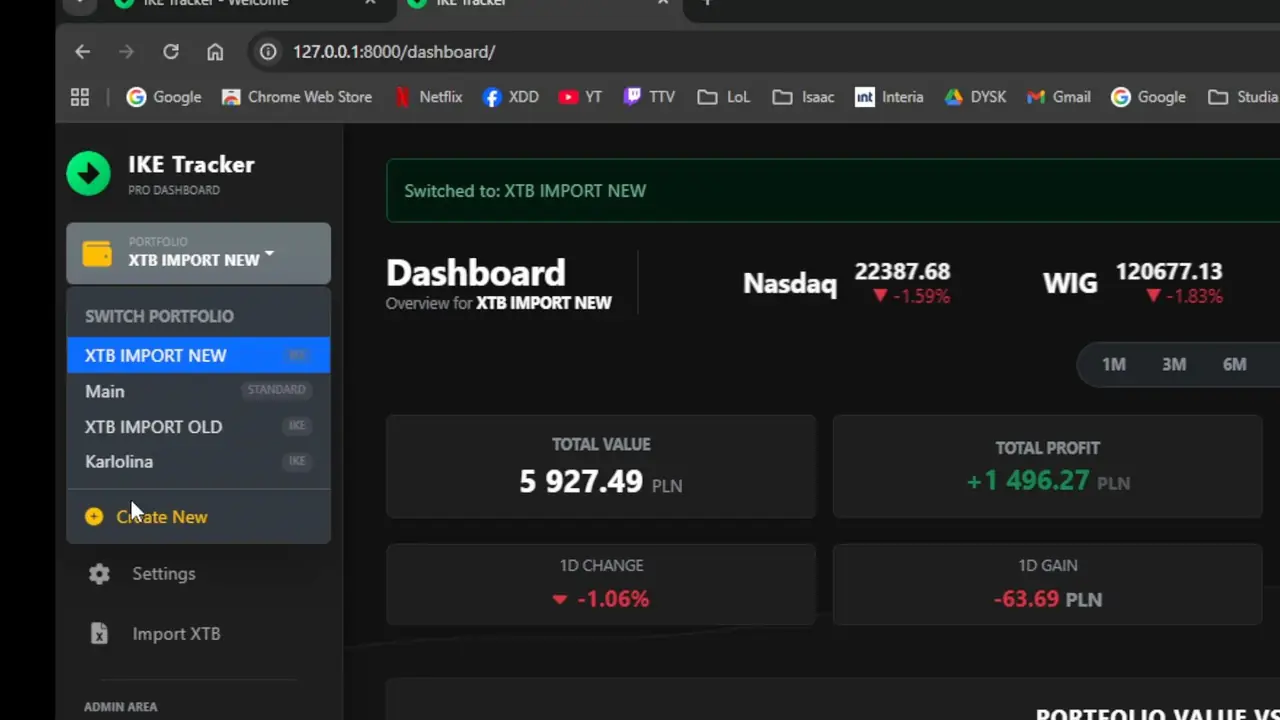 IKE Tracker - Welcome
IKE Tracker
127.0.0.1:8000/dashboard/
Google
Chrome Web Store
Netflix
XDD
YT
TTV
LoL
Isaac
int
Interia
DYSK
Gmail
Google
Studia
IKE Tracker
PRO DASHBOARD
PORTFOLIO
XTB IMPORT NEW
SWITCH PORTFOLIO
XTB IMPORT NEW IKE
Main STANDARD
XTB IMPORT OLD IKE
Karlolina IKE
Create New
Settings
Import XTB
ADMIN AREA
Switched to: XTB IMPORT NEW
Dashboard
Overview for XTB IMPORT NEW
Nasdaq
22387.68
-1.59%
WIG
120677.13
-1.83%
1M
3M
6M
TOTAL VALUE
5 927.49 PLN
TOTAL PROFIT
+1 496.27 PLN
1D CHANGE
-1.06%
1D GAIN
-63.69 PLN
PORTFOLIO VALUE VS